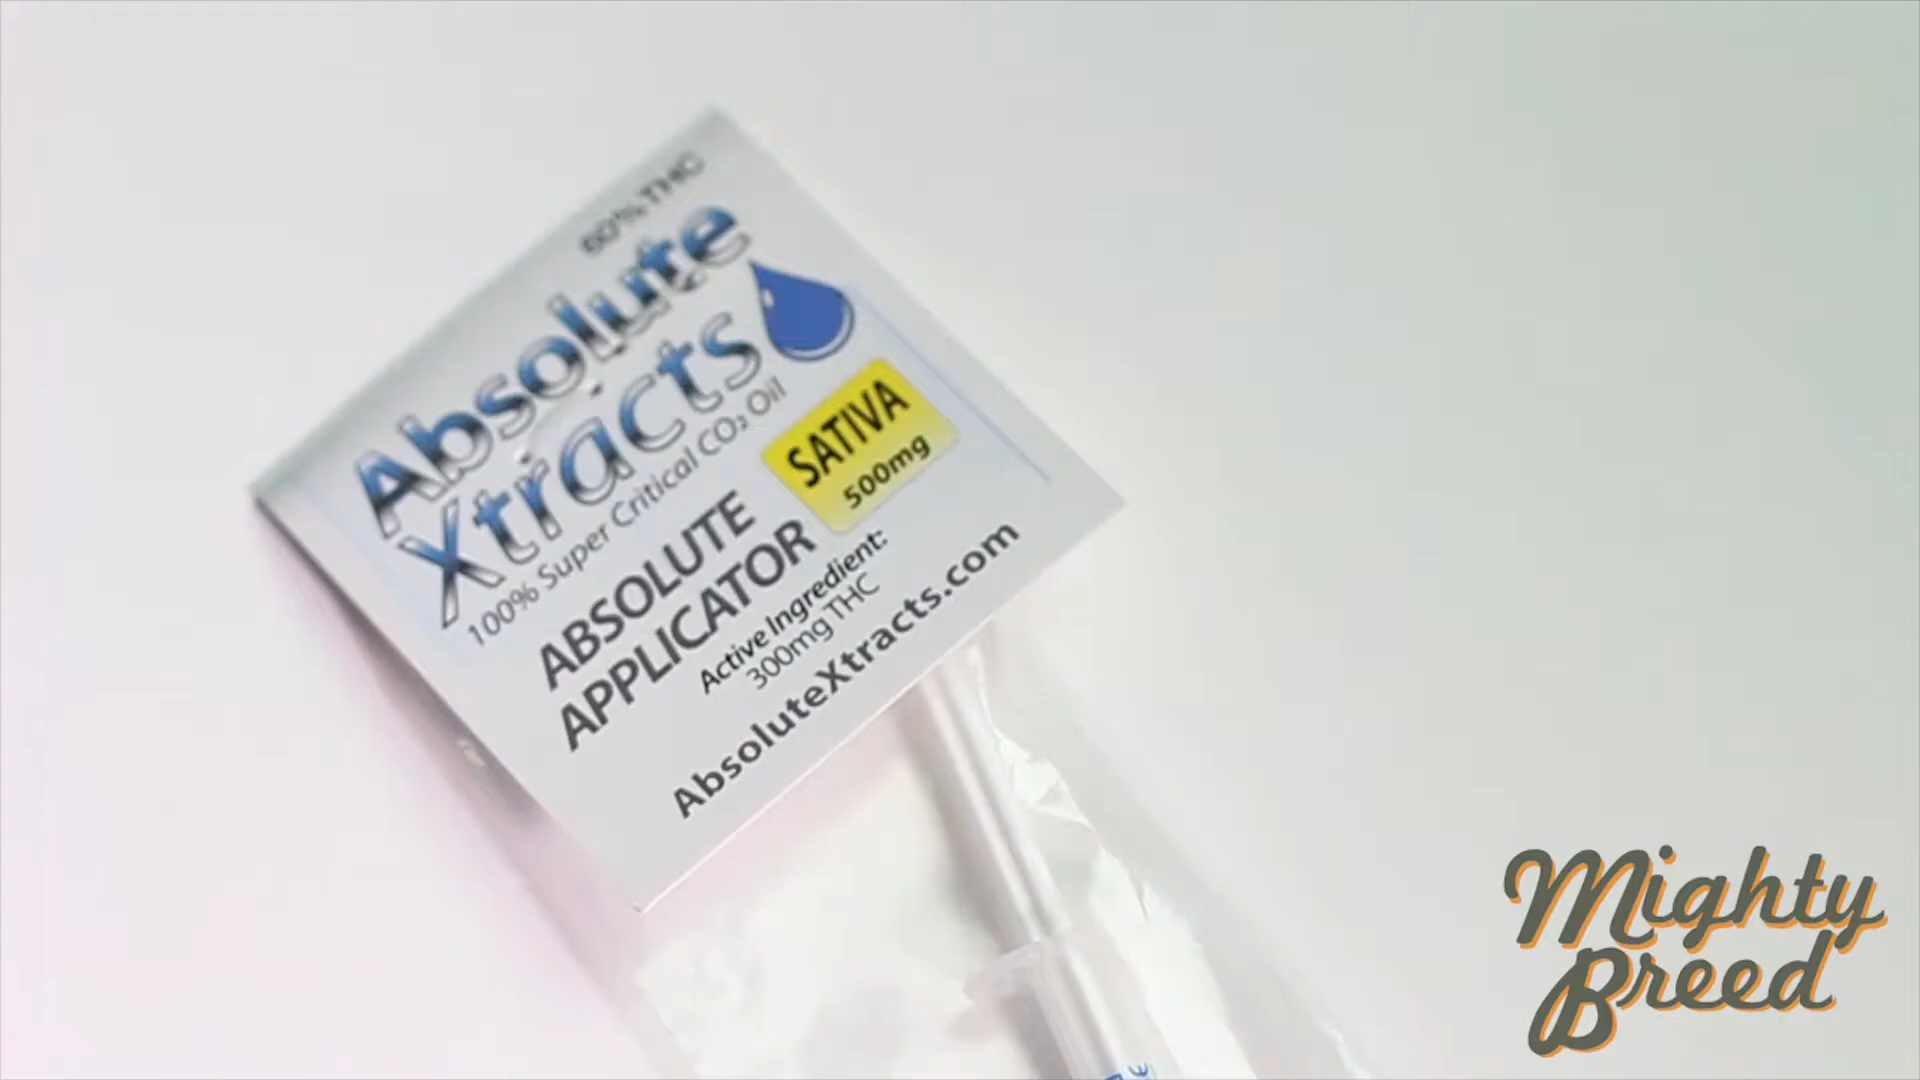 60% THC
Absolute
Xtracts
100% Super Critical CO₂ Oil
SATIVA
500mg
ABSOLUTE
APPLICATOR
Active Ingredient:
300mg THC
AbsoluteXtracts.com
Mighty
Breed